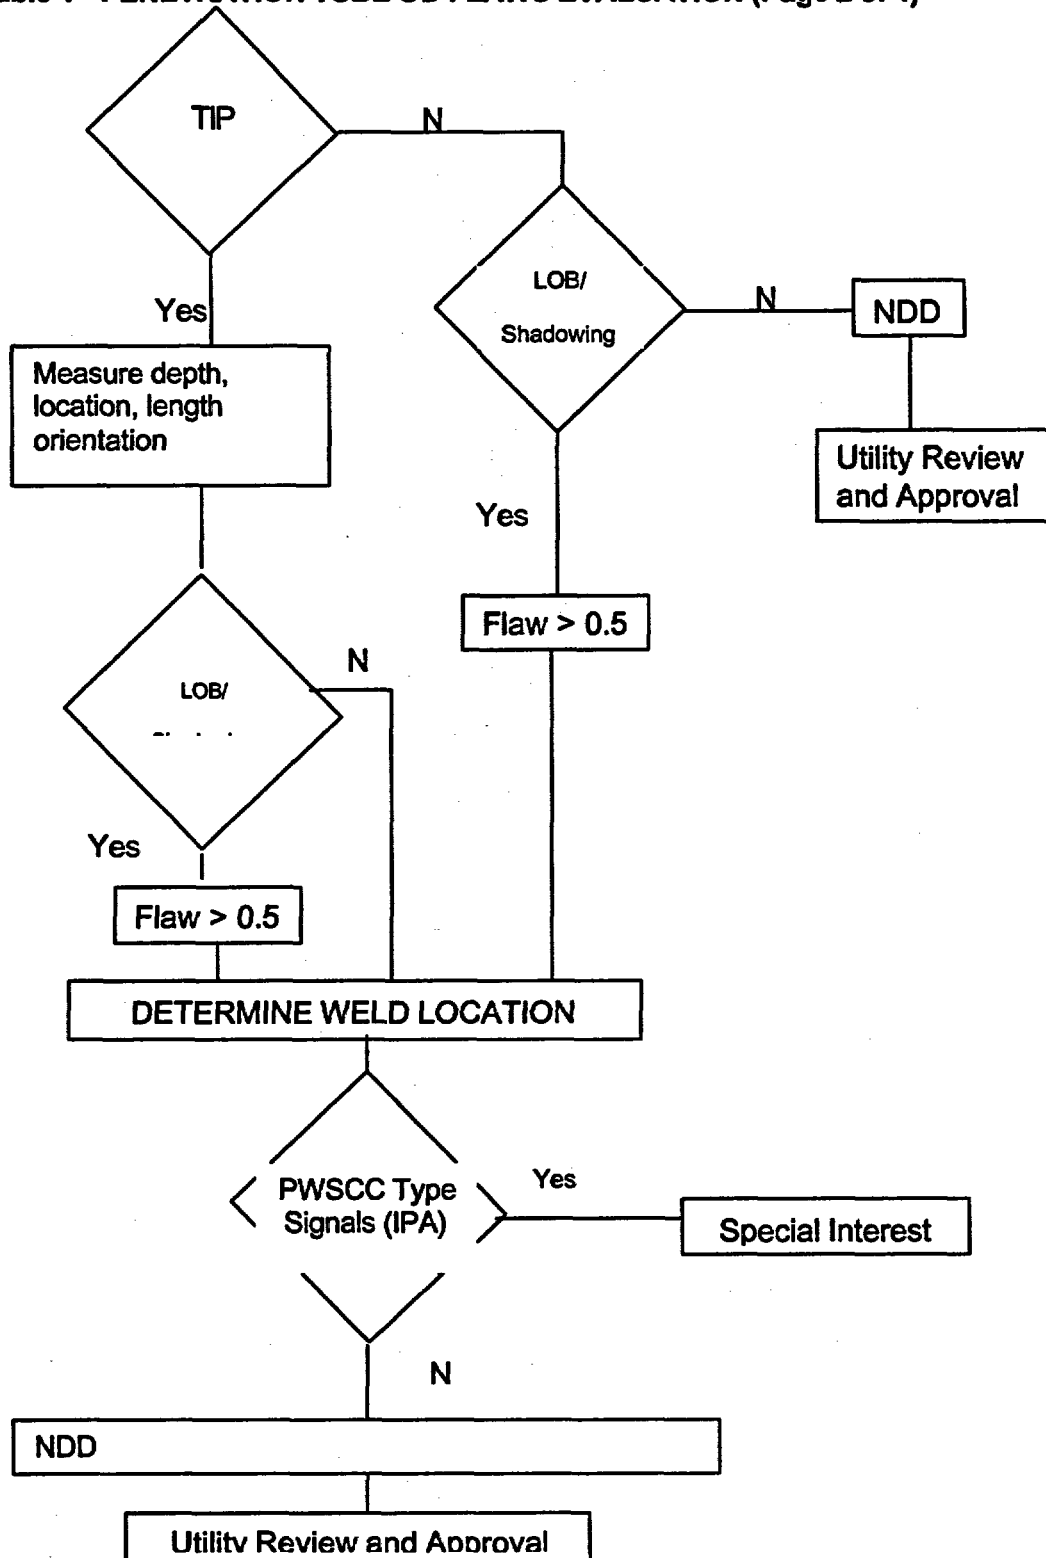 TIP
N
LOB/
Shadowing
N
NDD
Utility Review
and Approval
Yes
Measure depth,
location, length
orientation
Yes
Flaw > 0.5
LOB/
N
Yes
Flaw > 0.5
DETERMINE WELD LOCATION
PWSCC Type
Signals (IPA)
Yes
Special Interest
N
NDD
Utility Review and Approval